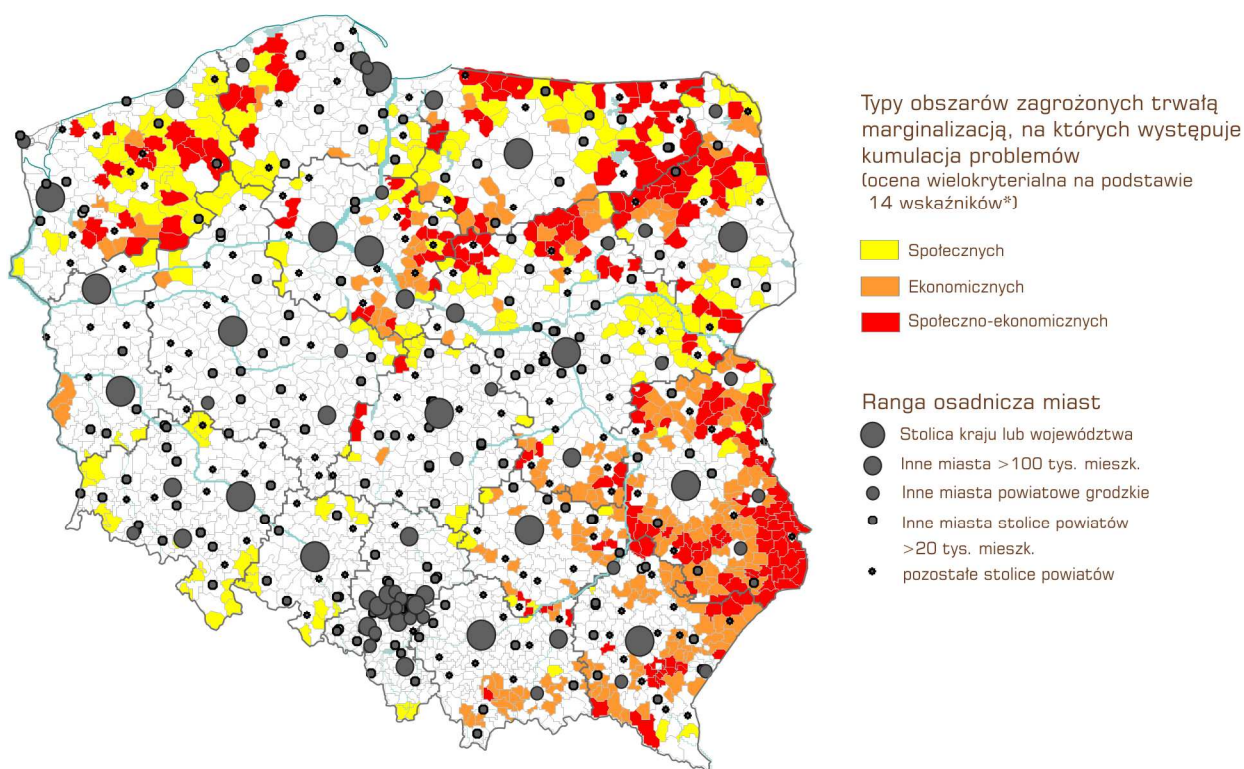 Typy obszarów zagrożonych trwałą
marginalizacją, na których występuje
kumulacja problemów
(ocena wielokryterialna na podstawie
14 wskaźników*)
Społecznych
Ekonomicznych
Społeczno-ekonomicznych
Ranga osadnicza miast
Stolica kraju lub województwa
Inne miasta >100 tys. mieszk.
Inne miasta powiatowe grodzkie
Inne miasta stolice powiatów
>20 tys. mieszk.
pozostałe stolice powiatów